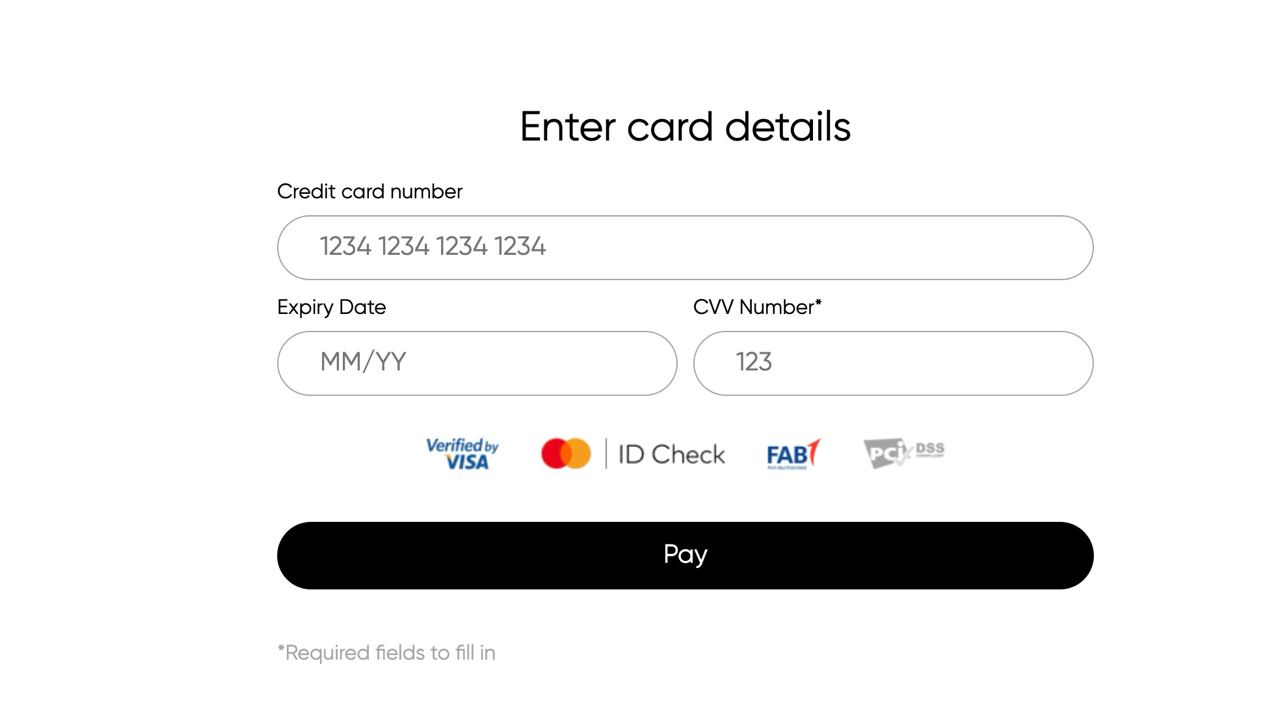 Enter card details
Credit card number
1234 1234 1234 1234
Expiry Date
CVV Number*
MM/YY
123
Verified by
VISA
ID Check
FAB
PCI DSS
Pay
*Required fields to fill in